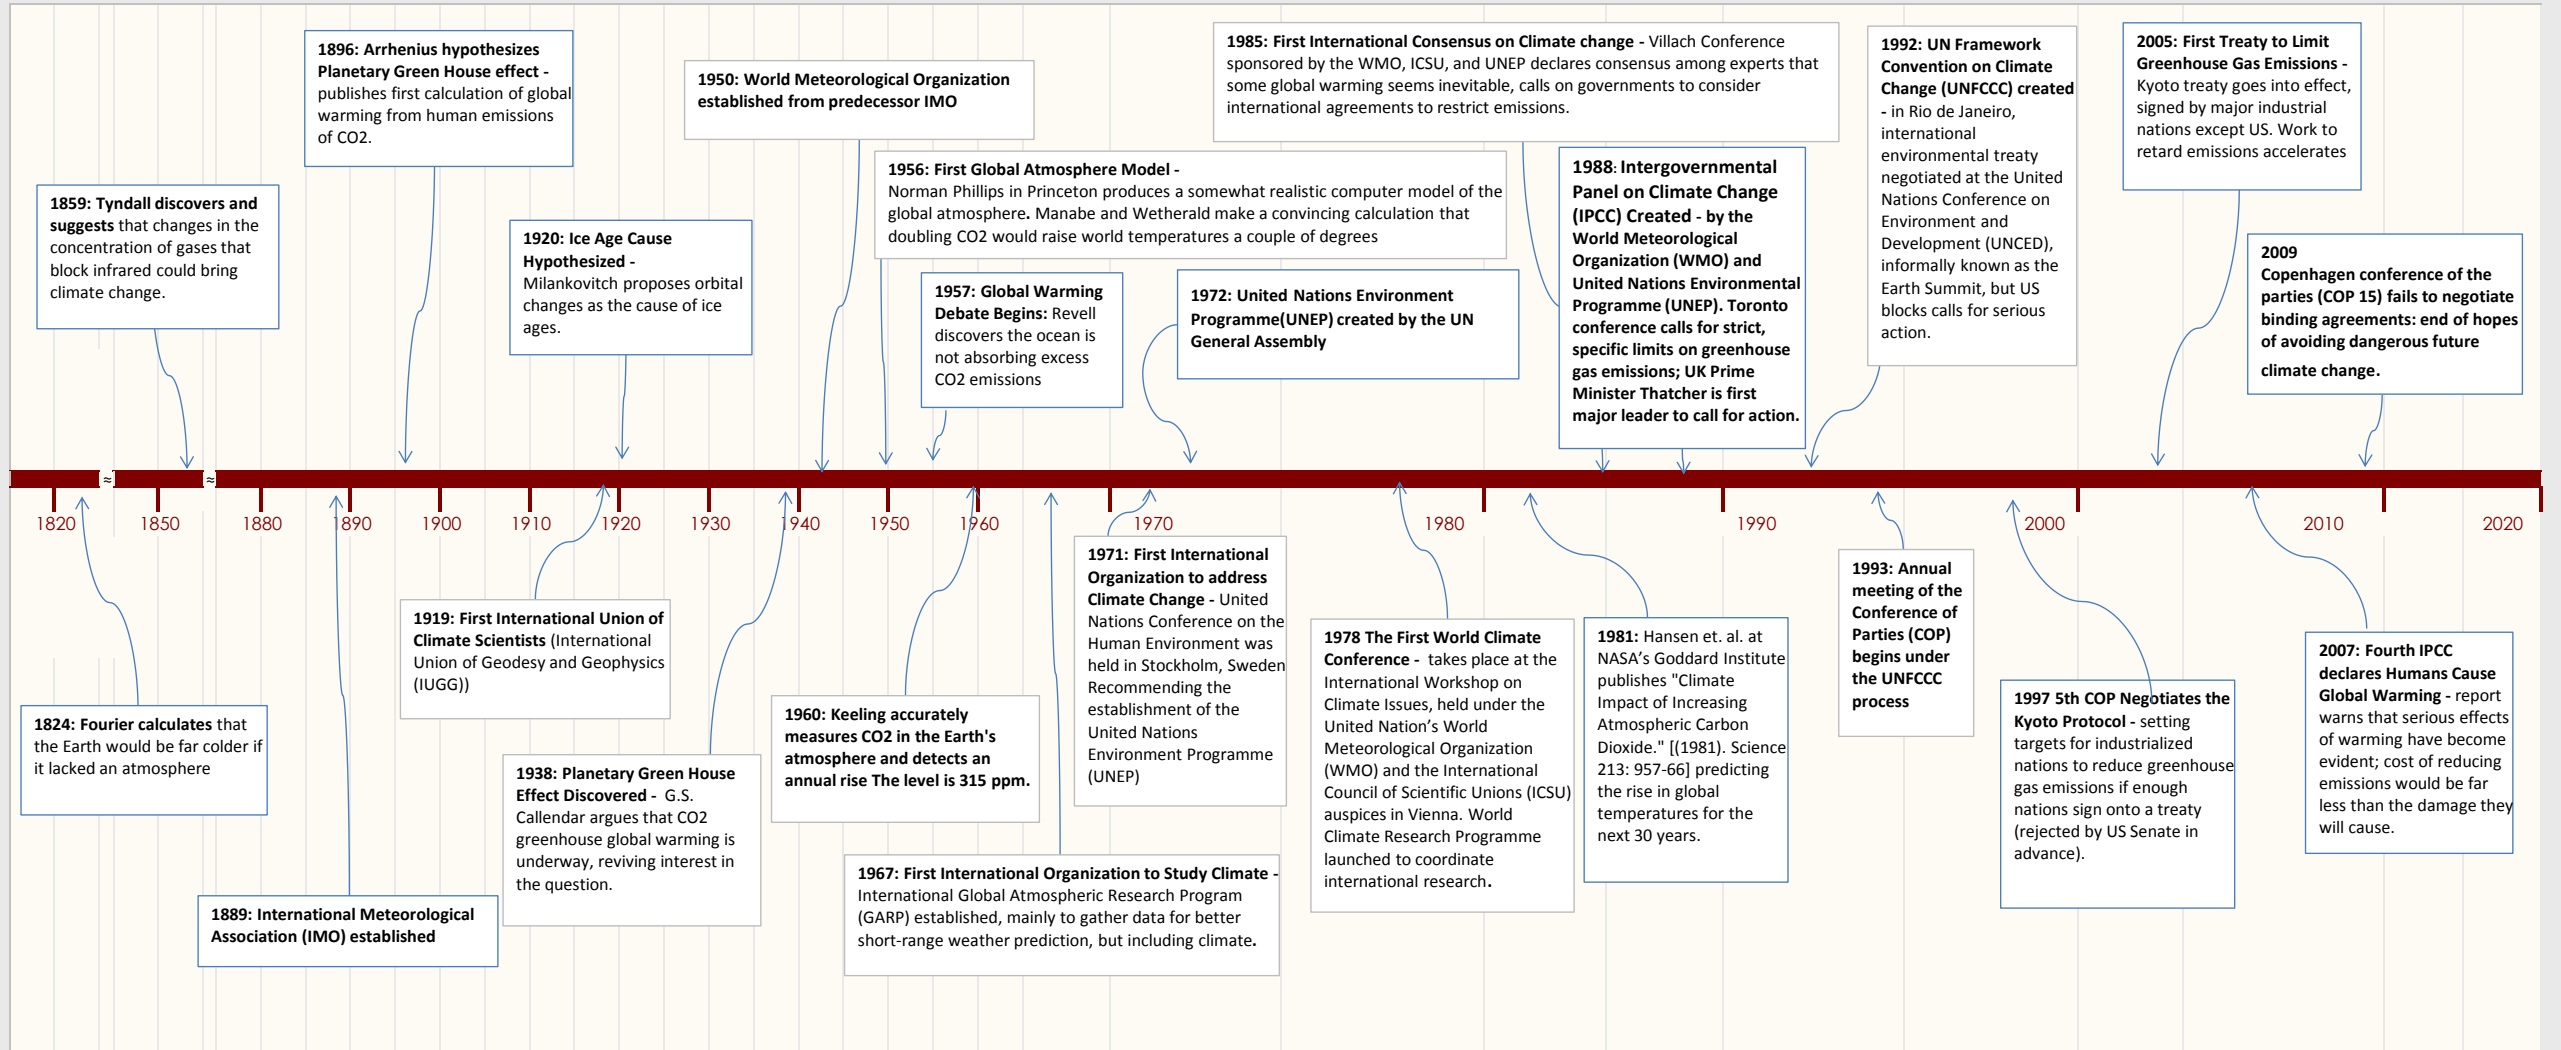 1896: Arrhenius hypothesizes
Planetary Green House effect -
publishes first calculation of global
warming from human emissions
of CO2.
1950: World Meteorological Organization
established from predecessor IMO
1985: First International Consensus on Climate change - Villach Conference
sponsored by the WMO, ICSU, and UNEP declares consensus among experts that
some global warming seems inevitable, calls on governments to consider
international agreements to restrict emissions.
1992: UN Framework
Convention on Climate
Change (UNFCCC) created
- in Rio de Janeiro,
international
environmental treaty
negotiated at the United
Nations Conference on
Environment and
Development (UNCED),
informally known as the
Earth Summit, but US
blocks calls for serious
action.
2005: First Treaty to Limit
Greenhouse Gas Emissions -
Kyoto treaty goes into effect,
signed by major industrial
nations except US. Work to
retard emissions accelerates
1859: Tyndall discovers and
suggests that changes in the
concentration of gases that
block infrared could bring
climate change.
1920: Ice Age Cause
Hypothesized -
Milankovitch proposes orbital
changes as the cause of ice
ages.
1956: First Global Atmosphere Model -
Norman Phillips in Princeton produces a somewhat realistic computer model of the
global atmosphere. Manabe and Wetherald make a convincing calculation that
doubling CO2 would raise world temperatures a couple of degrees
1957: Global Warming
Debate Begins: Revell
discovers the ocean is
not absorbing excess
CO2 emissions
1972: United Nations Environment
Programme(UNEP) created by the UN
General Assembly
1988: Intergovernmental
Panel on Climate Change
(IPCC) Created - by the
World Meteorological
Organization (WMO) and
United Nations Environmental
Programme (UNEP). Toronto
conference calls for strict,
specific limits on greenhouse
gas emissions; UK Prime
Minister Thatcher is first
major leader to call for action.
2009
Copenhagen conference of the
parties (COP 15) fails to negotiate
binding agreements: end of hopes
of avoiding dangerous future
climate change.
≈ ≈
1820 1850 1880 1890 1900 1910 1920 1930 1940 1950 1960 1970 1980 1990 2000 2010 2020
1824: Fourier calculates that
the Earth would be far colder if
it lacked an atmosphere
1889: International Meteorological
Association (IMO) established
1919: First International Union of
Climate Scientists (International
Union of Geodesy and Geophysics
(IUGG))
1938: Planetary Green House
Effect Discovered - G.S.
Callendar argues that CO2
greenhouse global warming is
underway, reviving interest in
the question.
1960: Keeling accurately
measures CO2 in the Earth's
atmosphere and detects an
annual rise The level is 315 ppm.
1967: First International Organization to Study Climate -
International Global Atmospheric Research Program
(GARP) established, mainly to gather data for better
short-range weather prediction, but including climate.
1971: First International
Organization to address
Climate Change - United
Nations Conference on the
Human Environment was
held in Stockholm, Sweden
Recommending the
establishment of the
United Nations
Environment Programme
(UNEP)
1978 The First World Climate
Conference - takes place at the
International Workshop on
Climate Issues, held under the
United Nation's World
Meteorological Organization
(WMO) and the International
Council of Scientific Unions (ICSU)
auspices in Vienna. World
Climate Research Programme
launched to coordinate
international research.
1981: Hansen et. al. at
NASA's Goddard Institute
publishes "Climate
Impact of Increasing
Atmospheric Carbon
Dioxide." [(1981). Science
213: 957-66] predicting
the rise in global
temperatures for the
next 30 years.
1993: Annual
meeting of the
Conference of
Parties (COP)
begins under
the UNFCCC
process
1997 5th COP Negotiates the
Kyoto Protocol - setting
targets for industrialized
nations to reduce greenhouse
gas emissions if enough
nations sign onto a treaty
(rejected by US Senate in
advance).
2007: Fourth IPCC
declares Humans Cause
Global Warming - report
warns that serious effects
of warming have become
evident; cost of reducing
emissions would be far
less than the damage they
will cause.